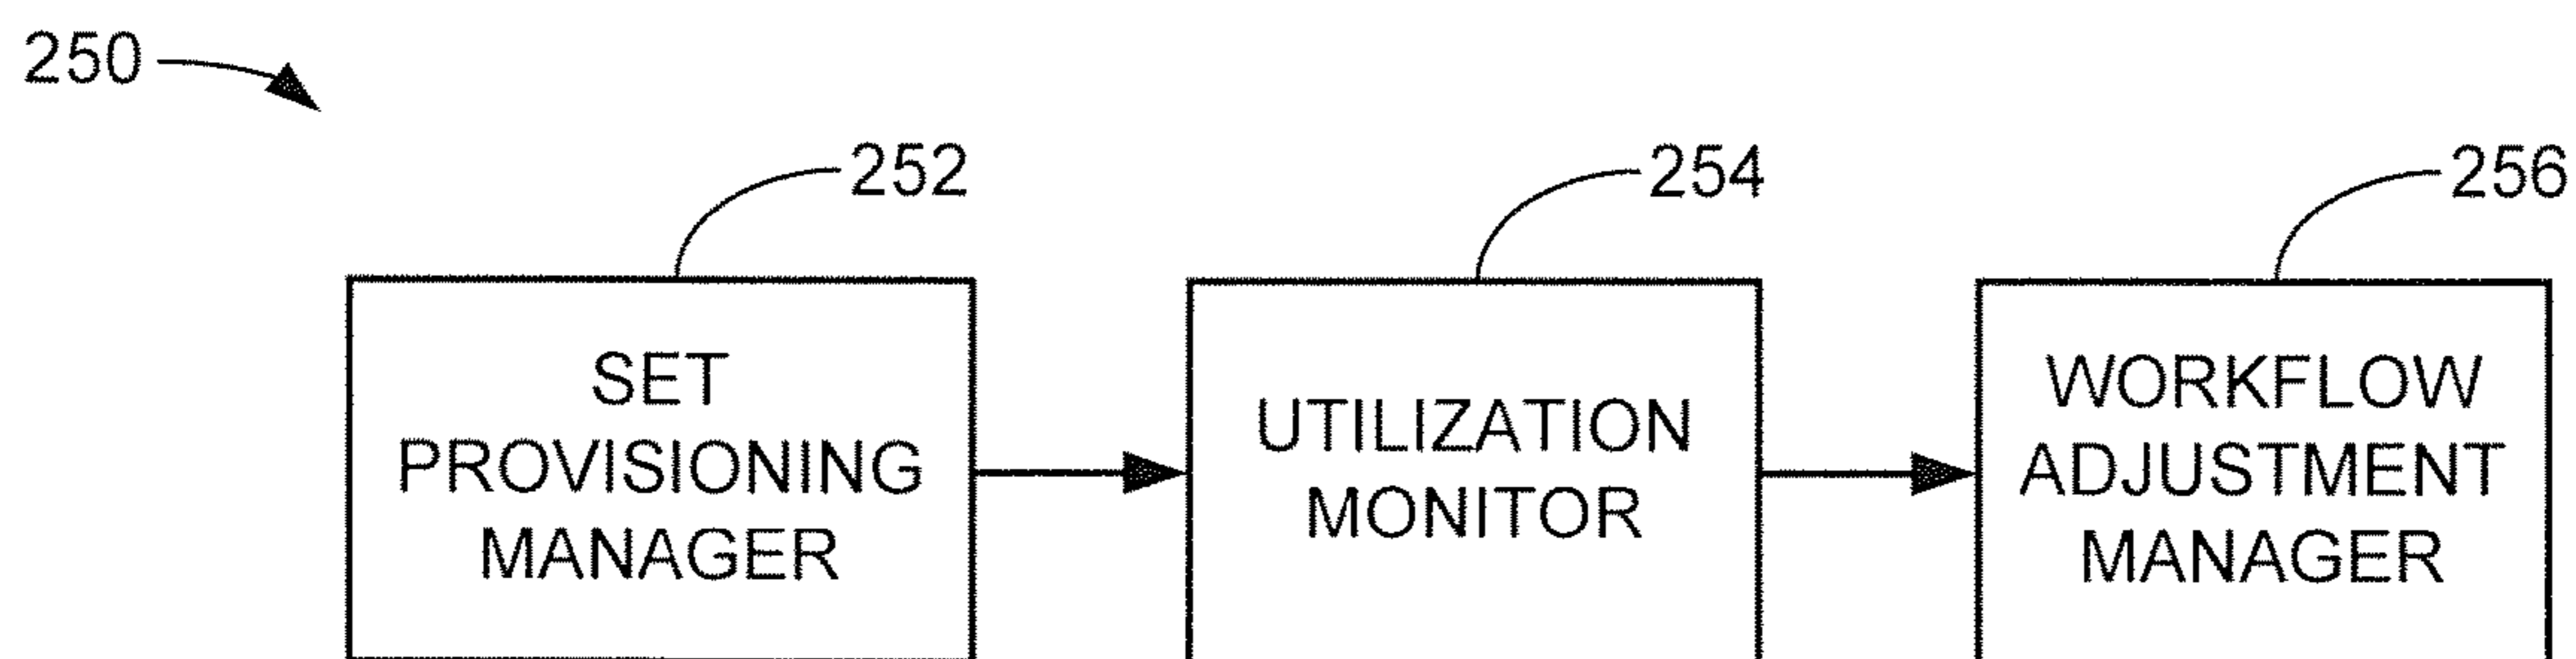 250
252
254
256
SET
PROVISIONING
MANAGER
UTILIZATION
MONITOR
WORKFLOW
ADJUSTMENT
MANAGER